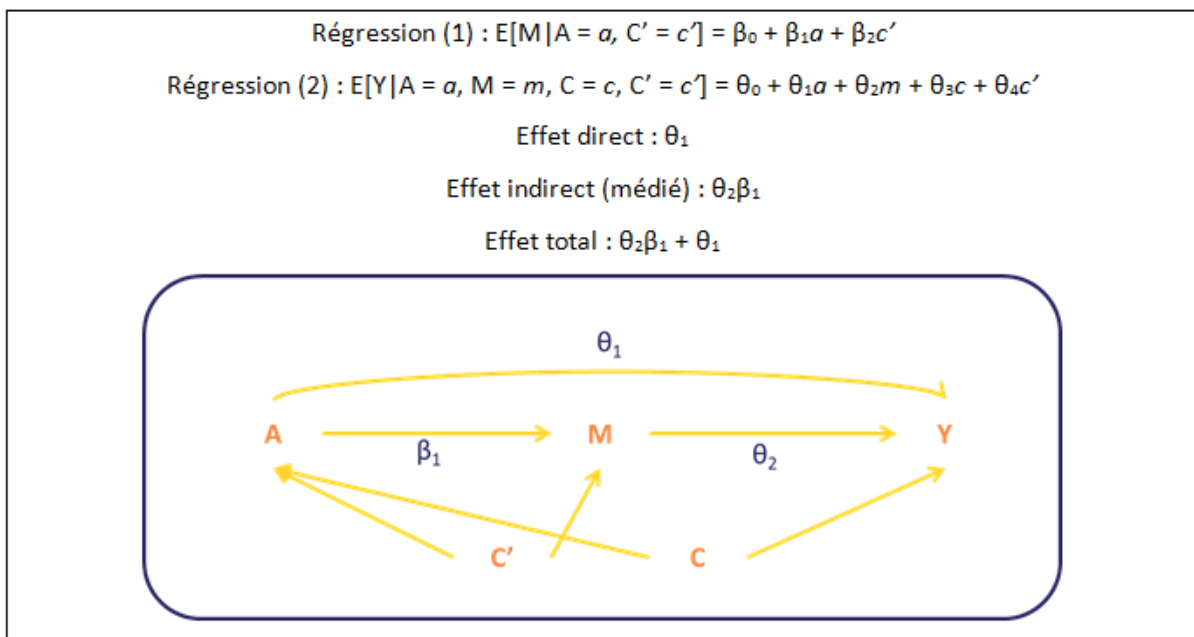 Régression (1) : E[M|A = a, C' = c'] = β₀ + β₁a + β₂c'
Régression (2) : E[Y|A = a, M = m, C = c, C' = c'] = θ₀ + θ₁a + θ₂m + θ₃c + θ₄c'
Effet direct : θ₁
Effet indirect (médié) : θ₂β₁
Effet total : θ₂β₁ + θ₁
θ₁
A M Y
β₁ θ₂
C' C